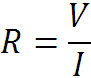 R = V/I